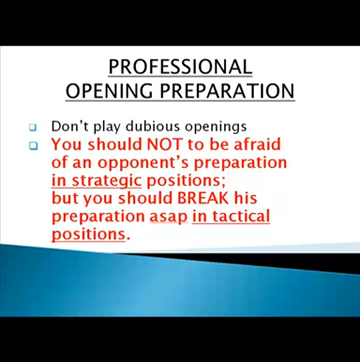 PROFESSIONAL
OPENING PREPARATION
Don't play dubious openings
You should NOT to be afraid
of an opponent's preparation
in strategic positions;
but you should BREAK his
preparation asap in tactical
positions.